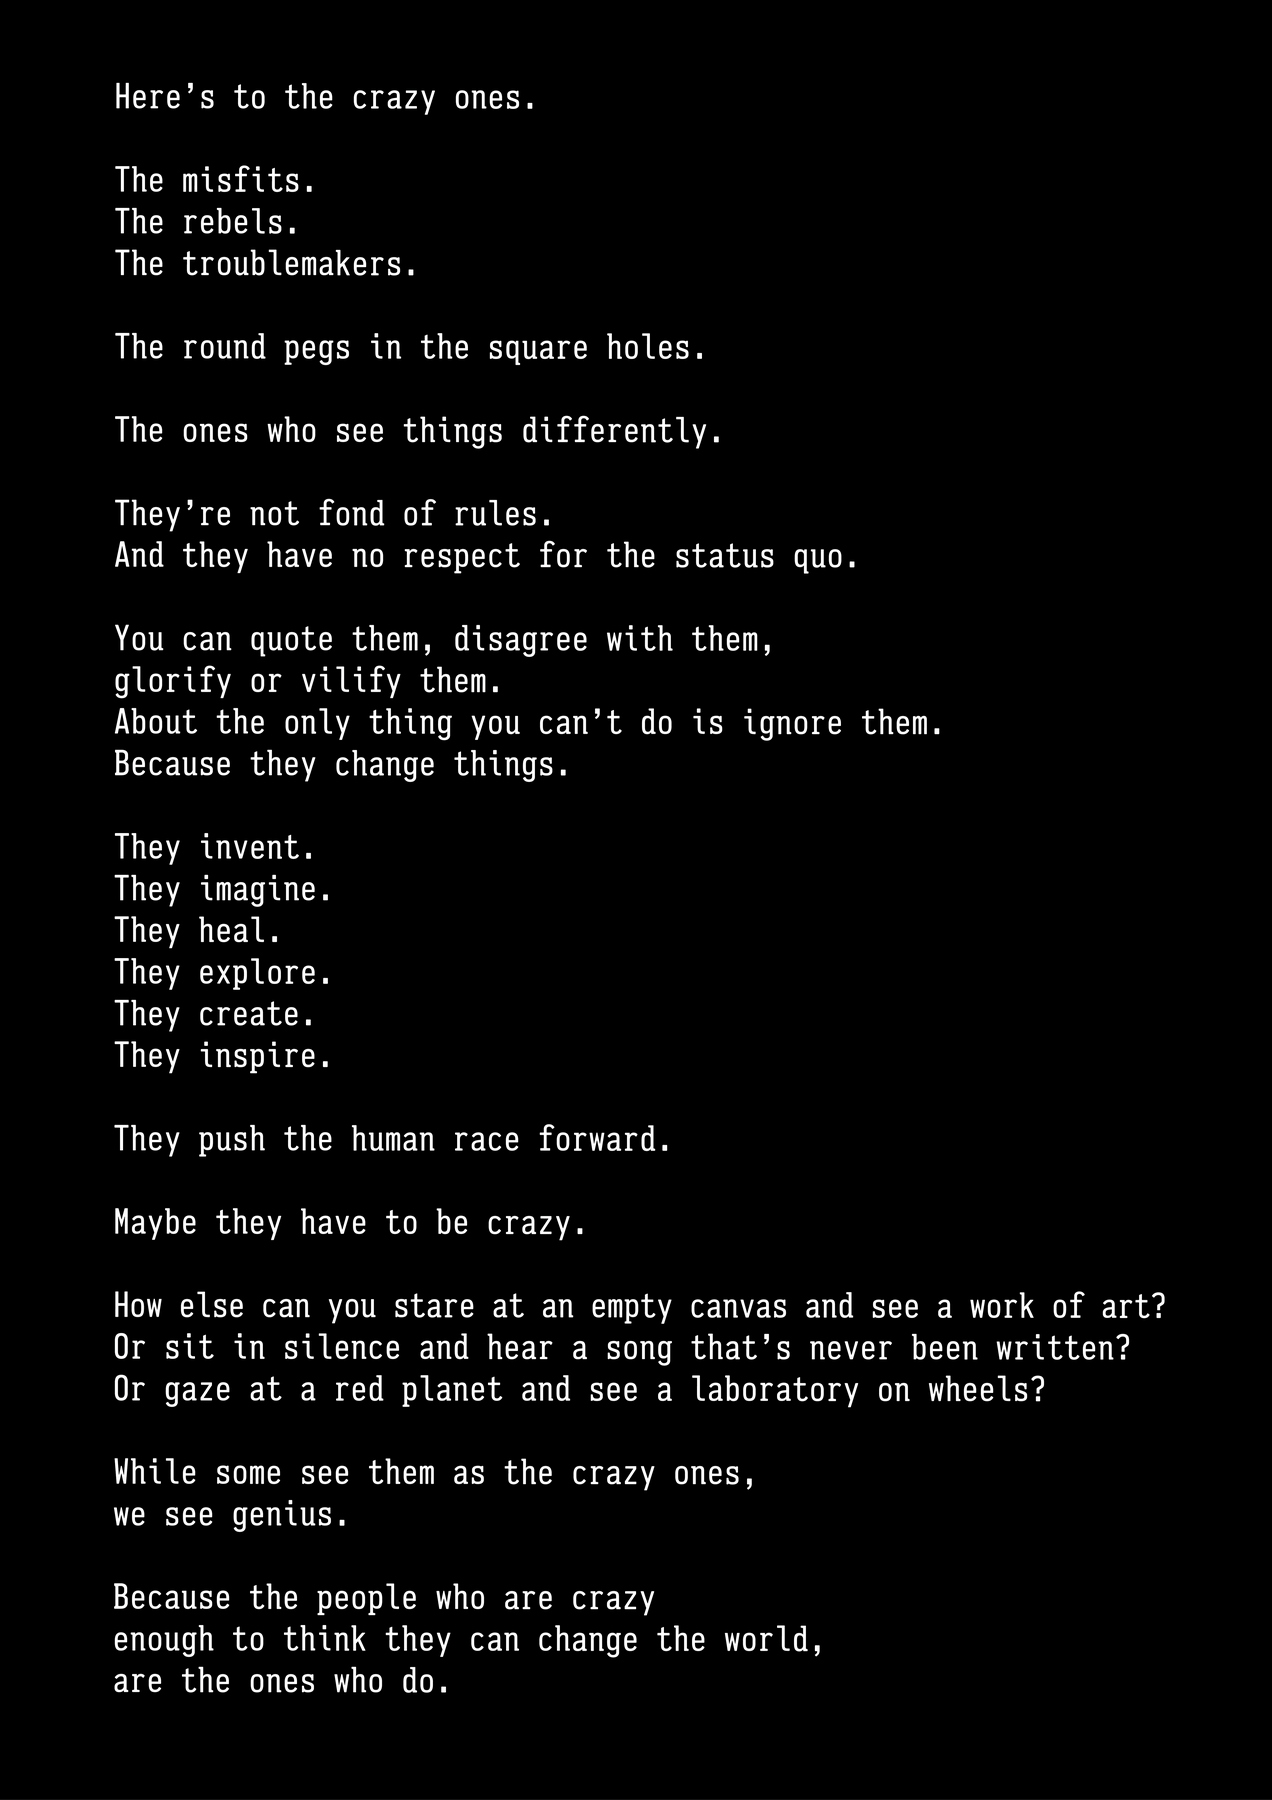 Here’s to the crazy ones.
The misfits.
The rebels.
The troublemakers.
The round pegs in the square holes.
The ones who see things differently.
They’re not fond of rules.
And they have no respect for the status quo.
You can quote them, disagree with them,
glorify or vilify them.
About the only thing you can’t do is ignore them.
Because they change things.
They invent.
They imagine.
They heal.
They explore.
They create.
They inspire.
They push the human race forward.
Maybe they have to be crazy.
How else can you stare at an empty canvas and see a work of art?
Or sit in silence and hear a song that’s never been written?
Or gaze at a red planet and see a laboratory on wheels?
While some see them as the crazy ones,
we see genius.
Because the people who are crazy
enough to think they can change the world,
are the ones who do.